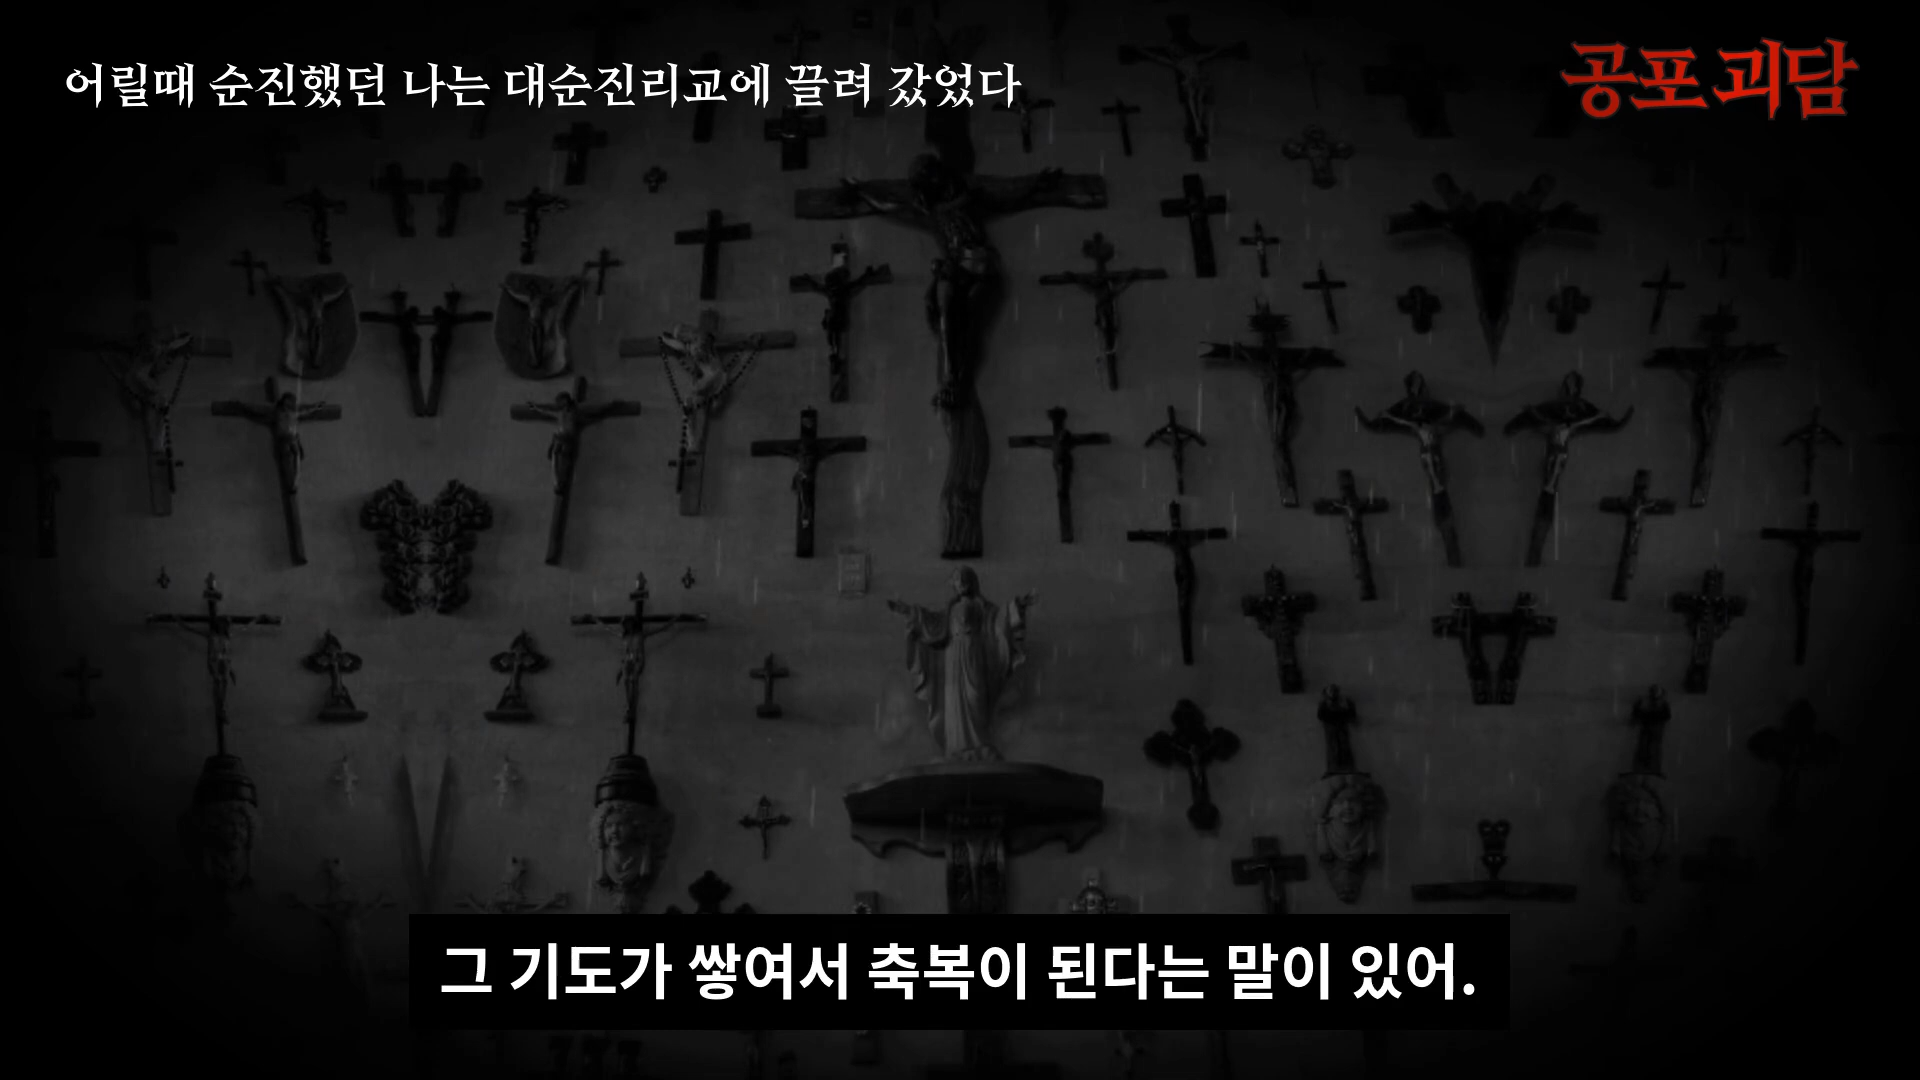 어릴때 순진했던 나는 대순진리교에 끌려 갔었다
공포 괴담
그 기도가 쌓여서 축복이 된다는 말이 있어.